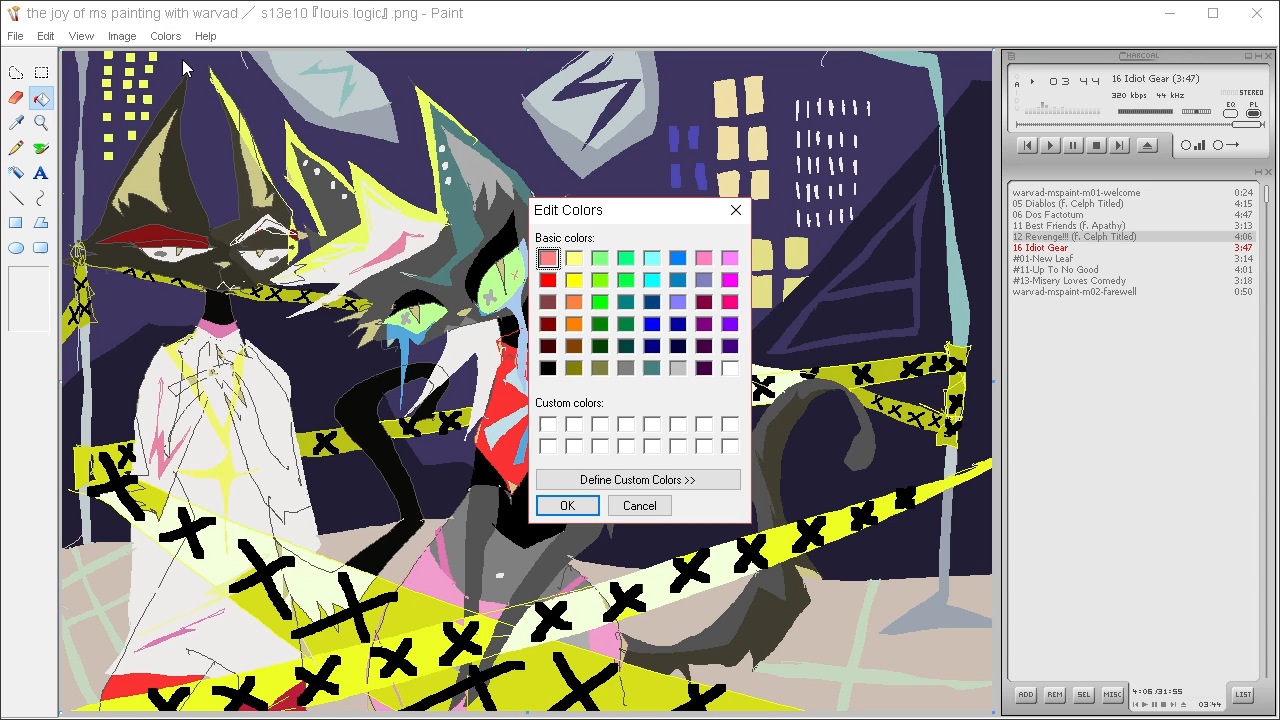 the joy of ms painting with warvad ／ s13e10『louis logic』.png - Paint
File Edit View Image Colors Help
CHARCOAL
03 44
16 Idiot Gear (3:47)
320 kbps 44 kHz
MONO STEREO
EQ PL
warvad-mspaint-m01-welcome 0:24
05 Diablos (f. Celph Titled) 4:15
06 Dos Factotum 4:47
11 Best Friends (f. Apathy) 3:13
12 Revenge!! (f. Celph Titled) 4:06
16 Idiot Gear 3:47
#01-New Leaf 3:14
#11-Up To No Good 4:01
#13-Misery Loves Comedy 3:18
warvad-mspaint-m02-farewell 0:50
ADD REM SEL MISC
4:06/31:55
03:44
LIST
Edit Colors
Basic colors:
Custom colors:
Define Custom Colors >>
OK Cancel